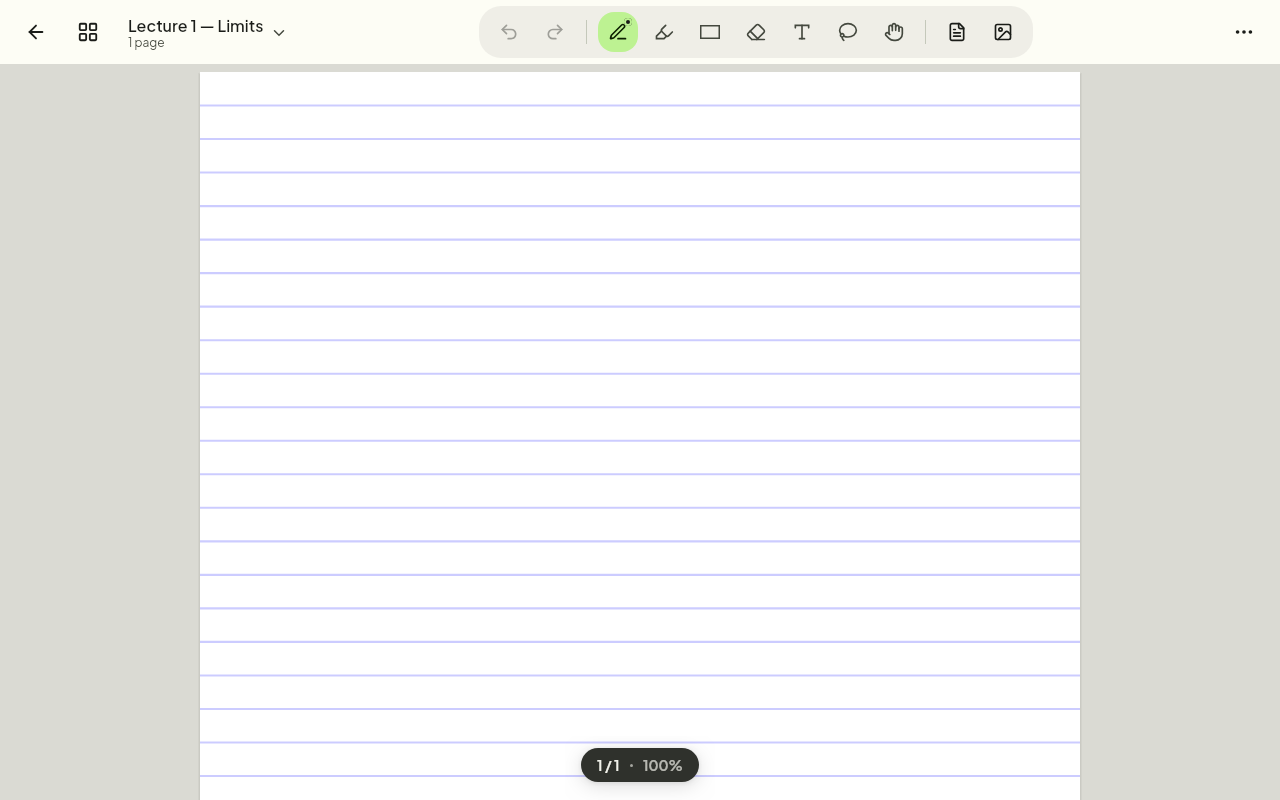 Lecture 1 — Limits
1 page
1 / 1 · 100%